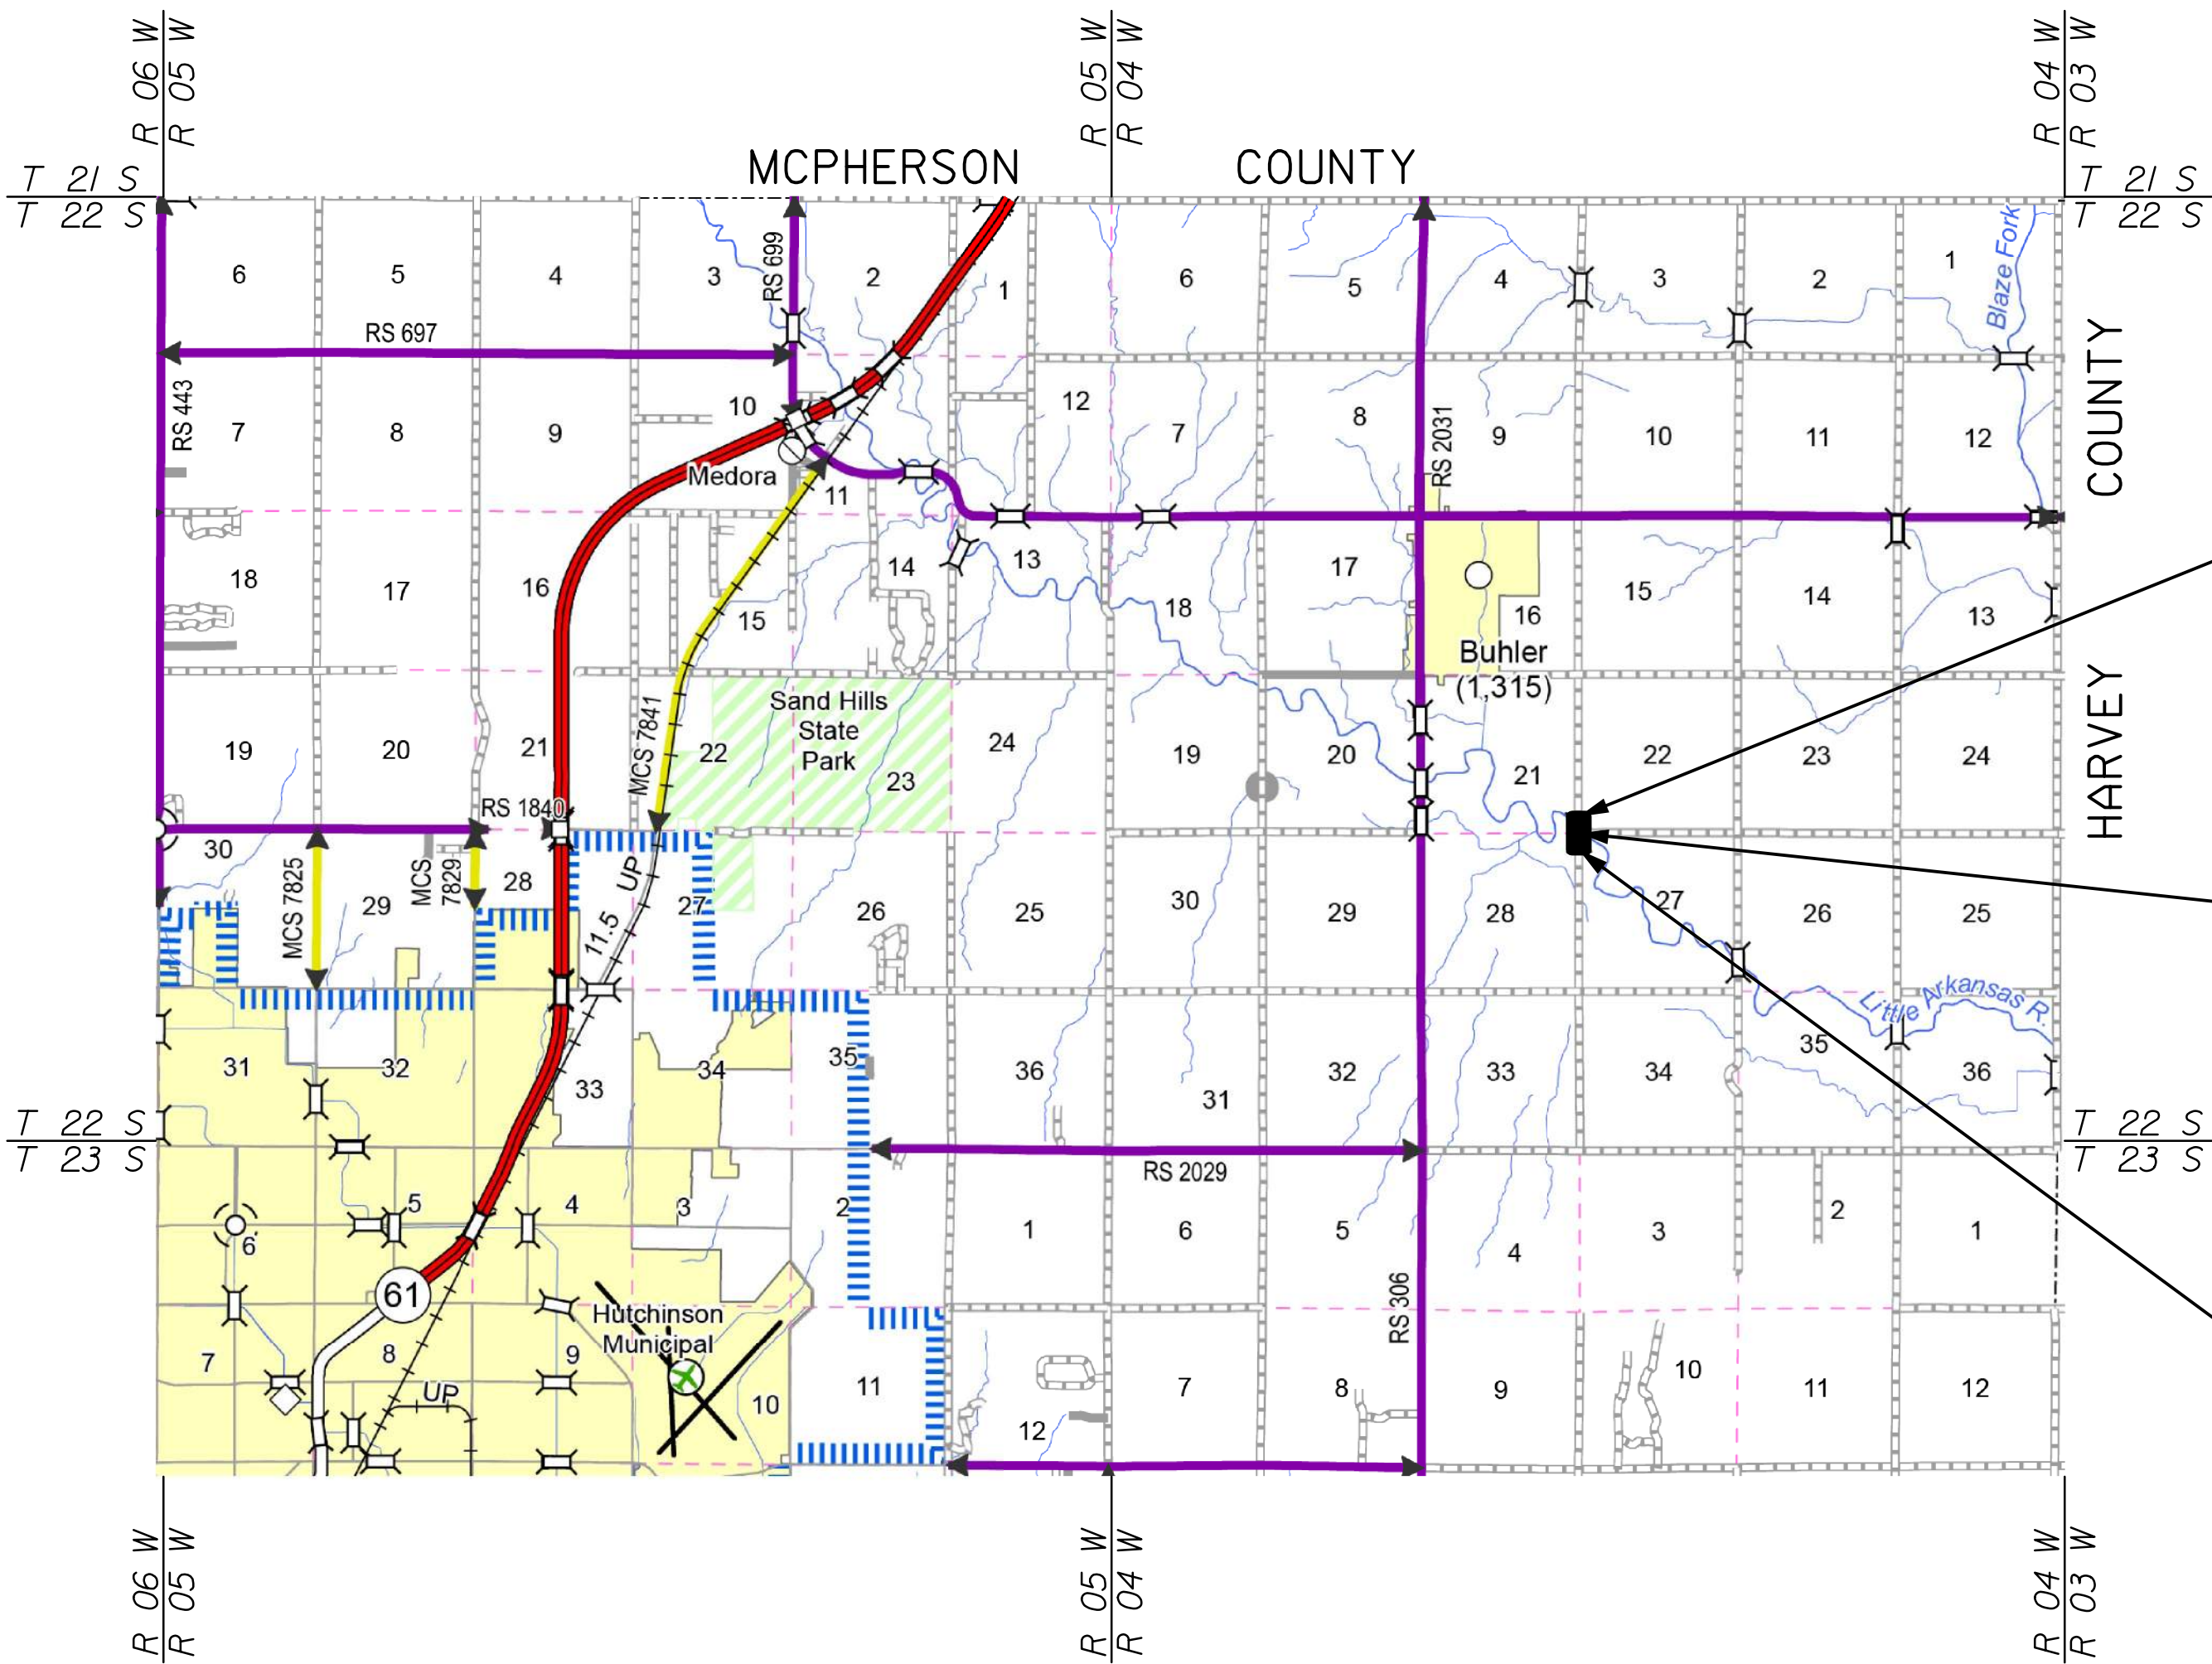 R 06 W
R 05 W
R 05 W
R 04 W
R 04 W
R 03 W
MCPHERSON COUNTY
T 21 S
T 22 S
T 21 S
T 22 S
6 5 4 3 2 1 6 5 4 3 2 1
RS 699
Blaze Fork
RS 697
RS 443
7 8 9 10 11 12 7 8 9 10 11 12
RS 2031
Medora
COUNTY
18 17 16 15 14 13 18 17 16 15 14 13
Buhler
(1,315)
HARVEY
Sand Hills
State
Park
MCS 7841
19 20 21 22 23 24 19 20 21 22 23 24
RS 1840
30 29 28 27 26 25 30 29 28 27 26 25
MCS 7825
MCS
7829
UP
11.5
Little Arkansas R.
31 32 33 34 35 36 31 32 33 34 35 36
T 22 S
T 23 S
T 22 S
T 23 S
RS 2029
6 5 4 3 2 1 6 5 4 3 2 1
61
RS 306
Hutchinson
Municipal
7 8 9 10 11 12 7 8 9 10 11 12
UP
R 06 W
R 05 W
R 05 W
R 04 W
R 04 W
R 03 W